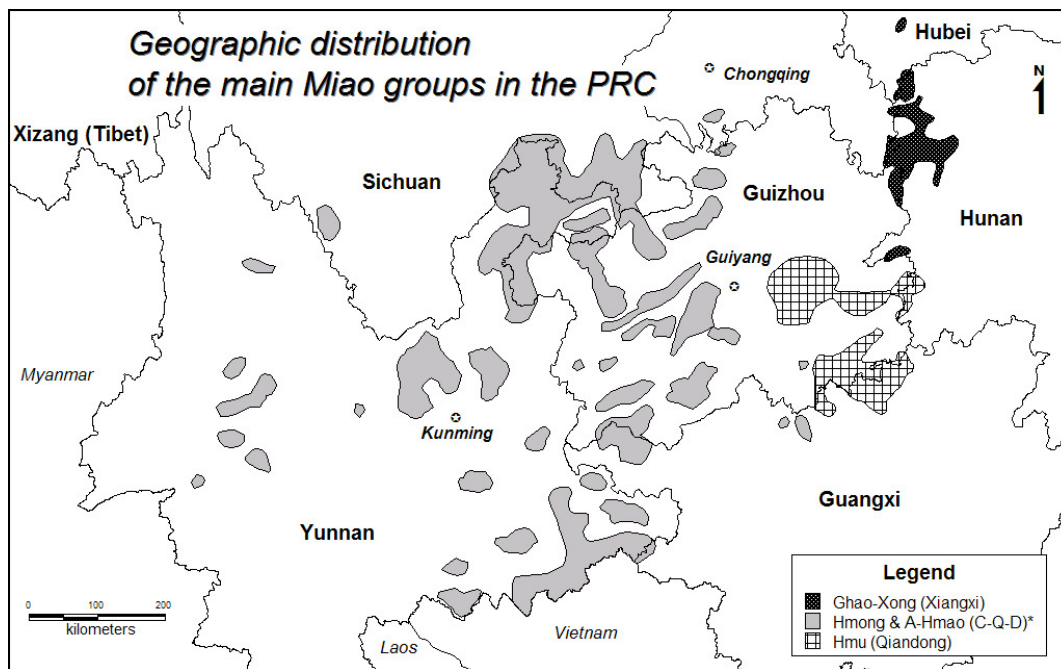 Geographic distribution
of the main Miao groups in the PRC
Hubei
N
Chongqing
Xizang (Tibet)
Sichuan
Guizhou
Hunan
Guiyang
Myanmar
Kunming
Guangxi
Yunnan
Legend
Ghao-Xong (Xiangxi)
Hmong & A-Hmao (C-Q-D)*
Hmu (Qiandong)
0 100 200
kilometers
Laos
Vietnam